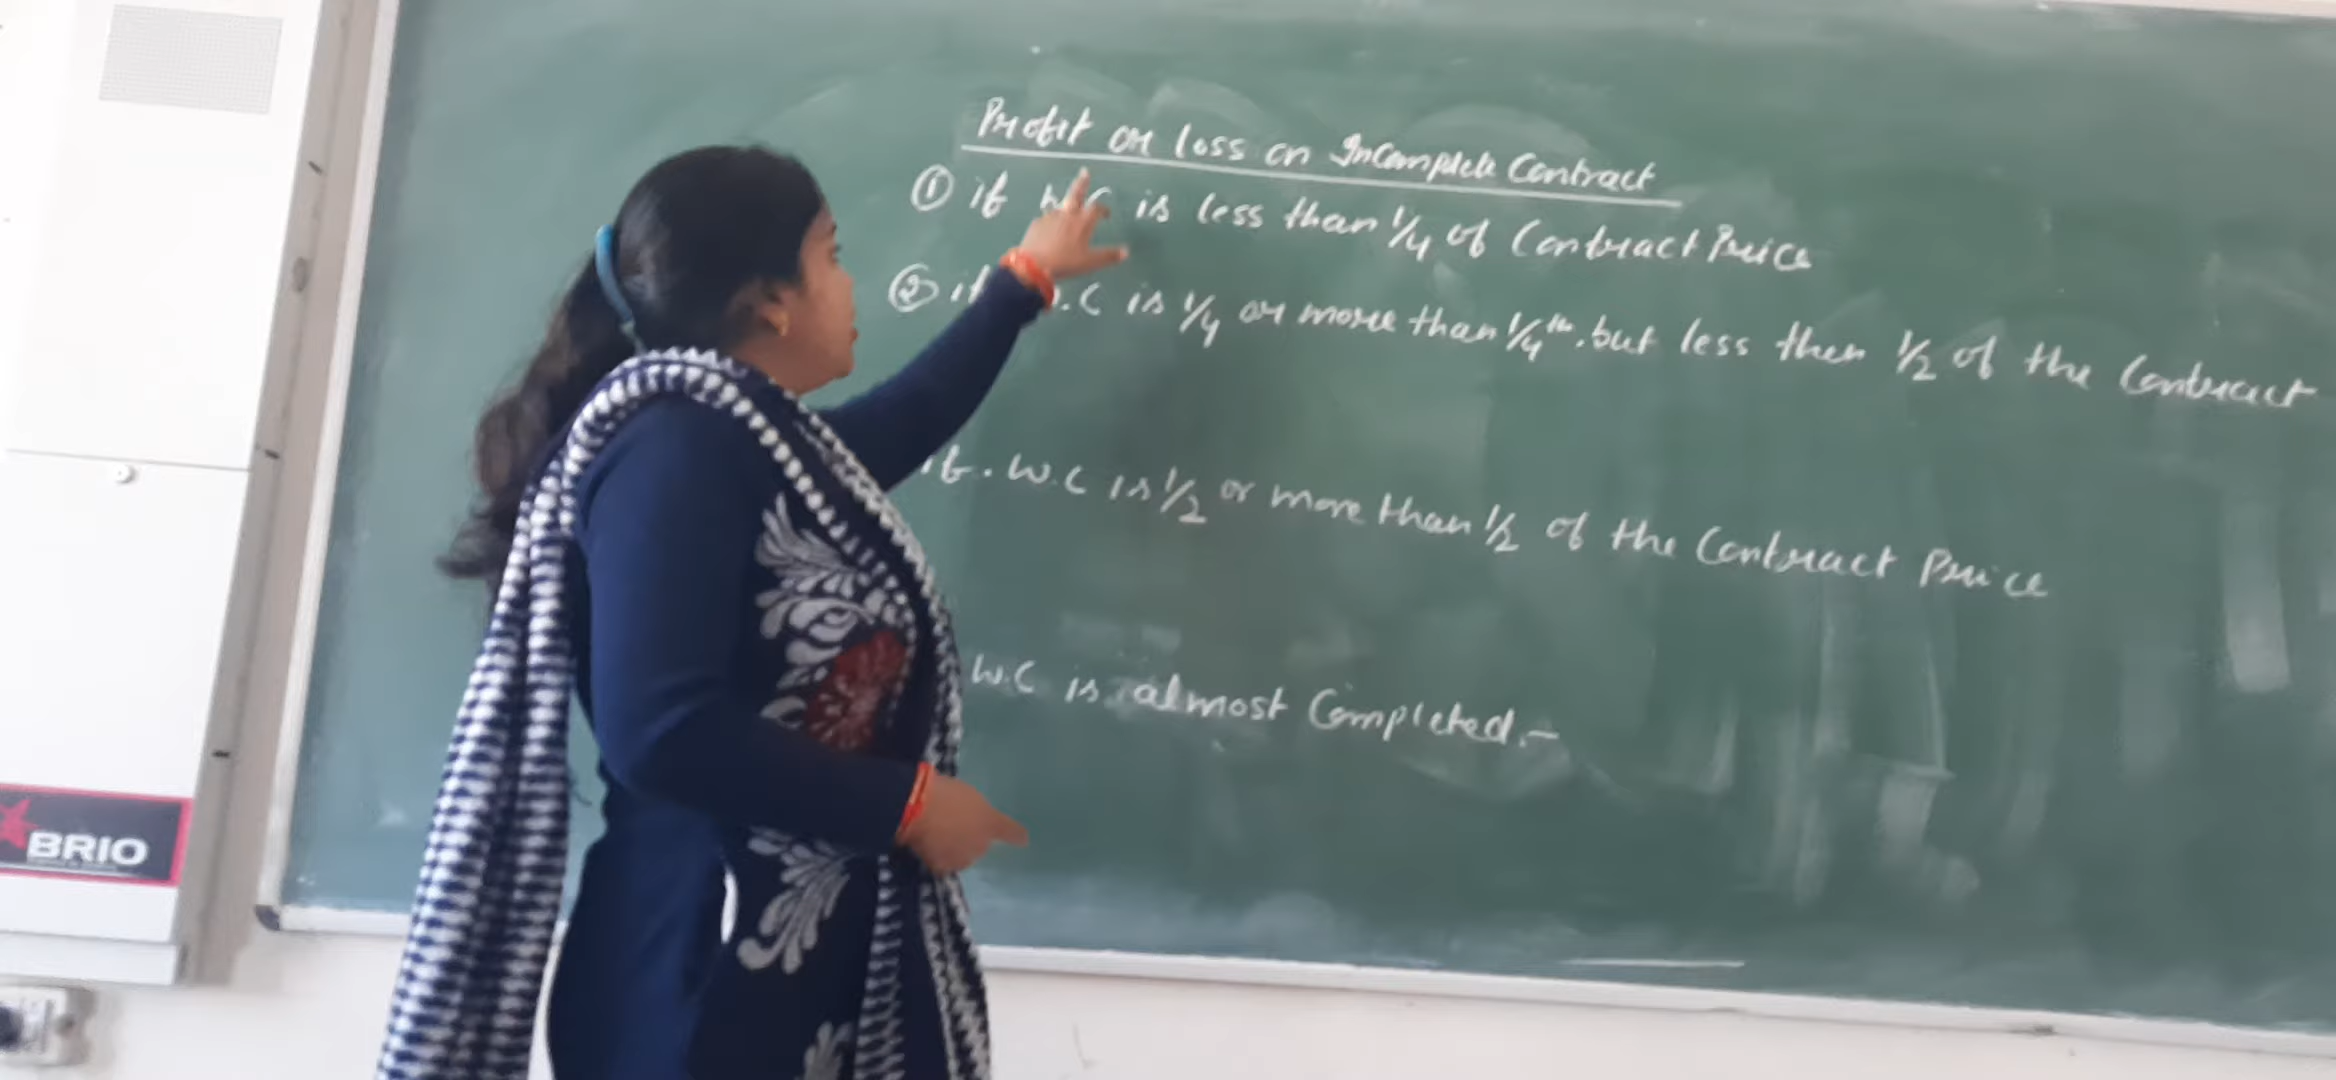 Profit or loss on Incomplete Contract
① if W.C is less than 1/4 of Contract Price
② if W.C is 1/4 or more than 1/4th. but less then 1/2 of the Contract
if. W.C is 1/2 or more than 1/2 of the Contract Price
W.C is almost Completed.-
BRIO